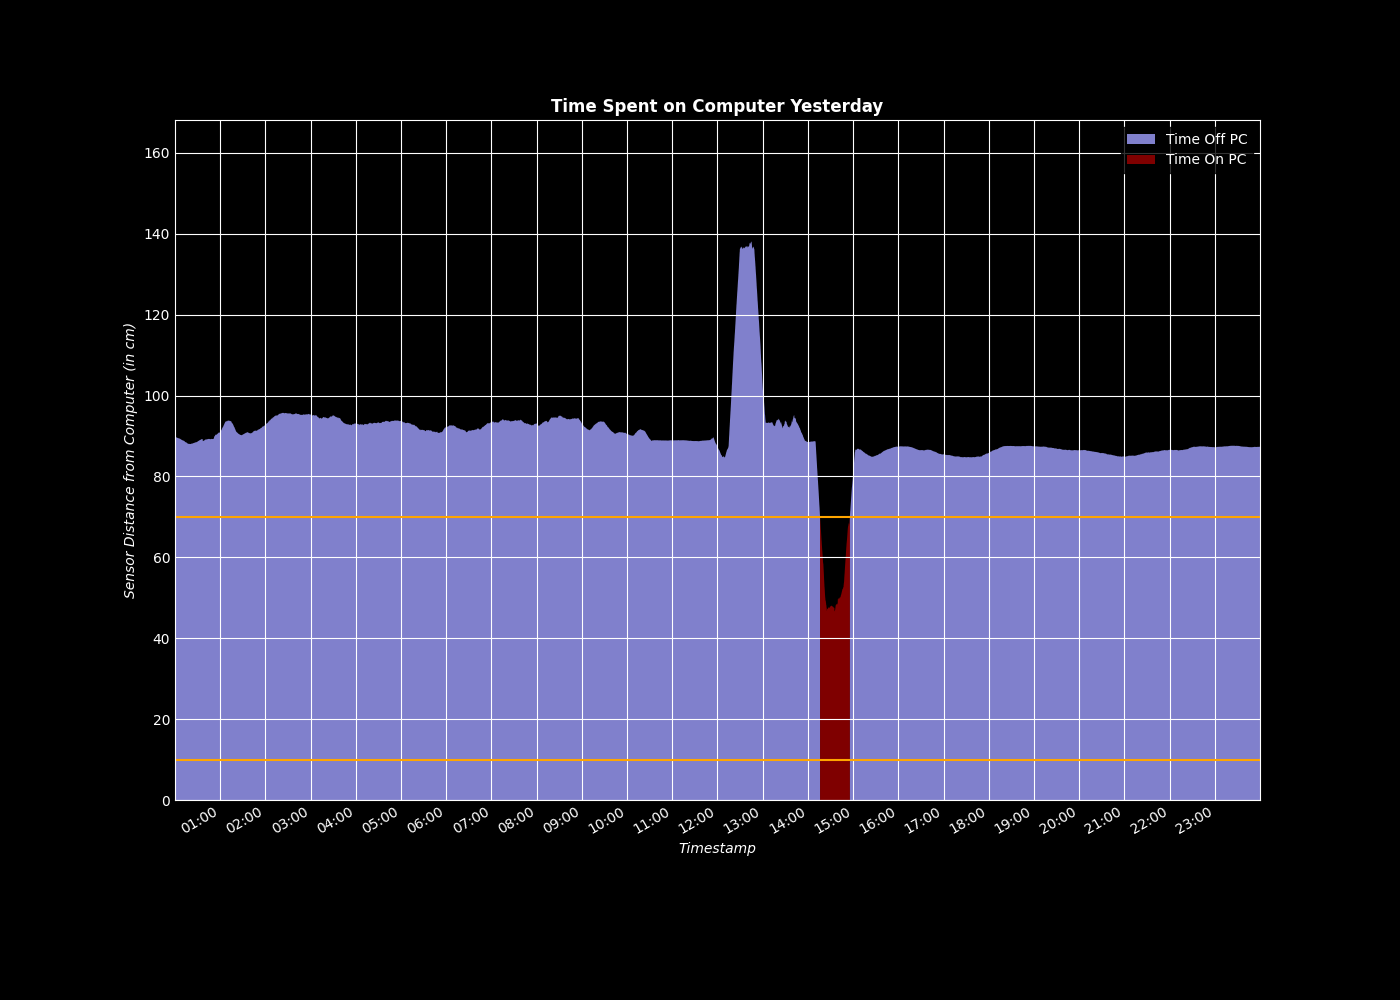 Time Spent on Computer Yesterday
Time Off PC
Time On PC
Sensor Distance from Computer (in cm)
160
140
120
100
80
60
40
20
0
01:00 02:00 03:00 04:00 05:00 06:00 07:00 08:00 09:00 10:00 11:00 12:00 13:00 14:00 15:00 16:00 17:00 18:00 19:00 20:00 21:00 22:00 23:00
Timestamp